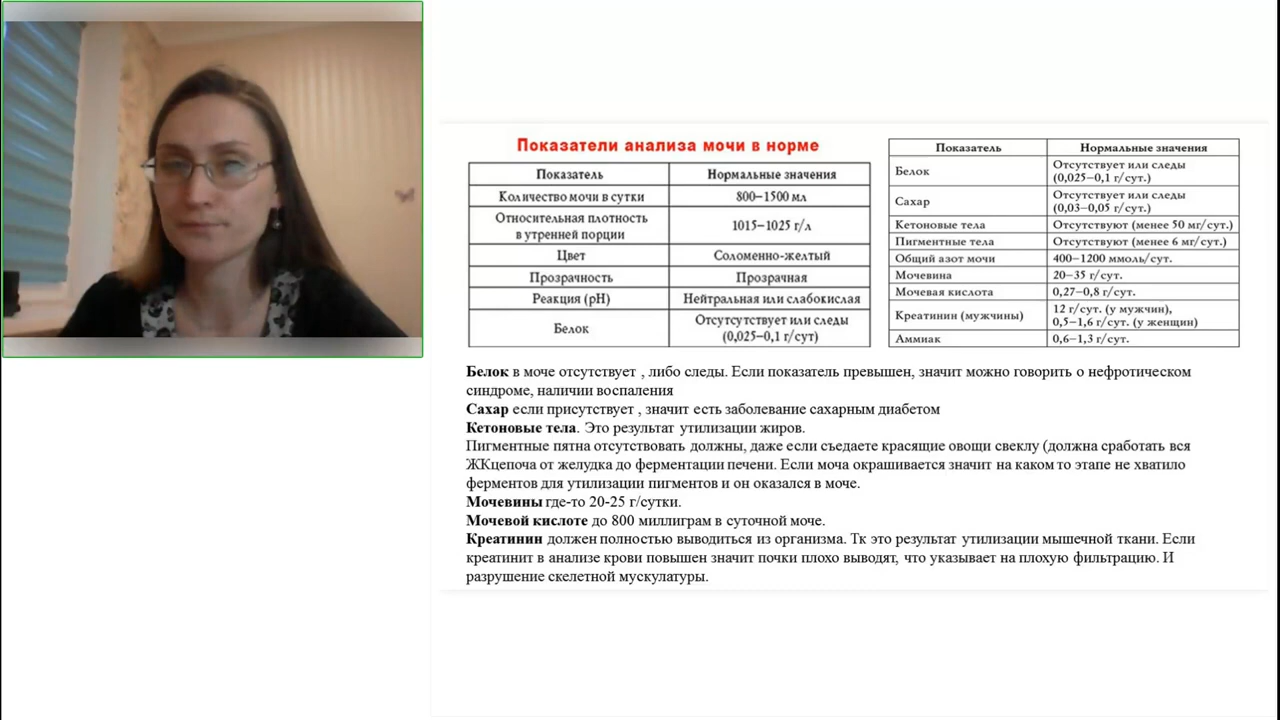 Показатели анализа мочи в норме
Показатель Нормальные значения
Количество мочи в сутки 800–1500 мл
Относительная плотность
в утренней порции 1015–1025 г/л
Цвет Соломенно-желтый
Прозрачность Прозрачная
Реакция (pH) Нейтральная или слабокислая
Белок Отсутсутствует или следы
(0,025–0,1 г/сут)
Показатель Нормальные значения
Белок Отсутствует или следы
(0,025–0,1 г/сут.)
Сахар Отсутствует или следы
(0,03–0,05 г/сут.)
Кетоновые тела Отсутствуют (менее 50 мг/сут.)
Пигментные тела Отсутствуют (менее 6 мг/сут.)
Общий азот мочи 400–1200 ммоль/сут.
Мочевина 20–35 г/сут.
Мочевая кислота 0,27–0,8 г/сут.
Креатинин (мужчины) 12 г/сут. (у мужчин),
0,5–1,6 г/сут. (у женщин)
Аммиак 0,6–1,3 г/сут.
Белок в моче отсутствует , либо следы. Если показатель превышен, значит можно говорить о нефротическом
синдроме, наличии воспаления
Сахар если присутствует , значит есть заболевание сахарным диабетом
Кетоновые тела. Это результат утилизации жиров.
Пигментные пятна отсутствовать должны, даже если съедаете красящие овощи свеклу (должна сработать вся
ЖКцепоча от желудка до ферментации печени. Если моча окрашивается значит на каком то этапе не хватило
ферментов для утилизации пигментов и он оказался в моче.
Мочевины где-то 20-25 г/сутки.
Мочевой кислоте до 800 миллиграм в суточной моче.
Креатинин должен полностью выводиться из организма. Тк это результат утилизации мышечной ткани. Если
креатинит в анализе крови повышен значит почки плохо выводят, что указывает на плохую фильтрацию. И
разрушение скелетной мускулатуры.